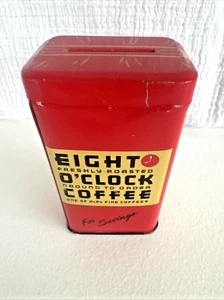 EIGHT
FRESHLY ROASTED
O'CLOCK
GROUND TO ORDER
COFFEE
ONE OF A&P'S FINE COFFEES
For Savings